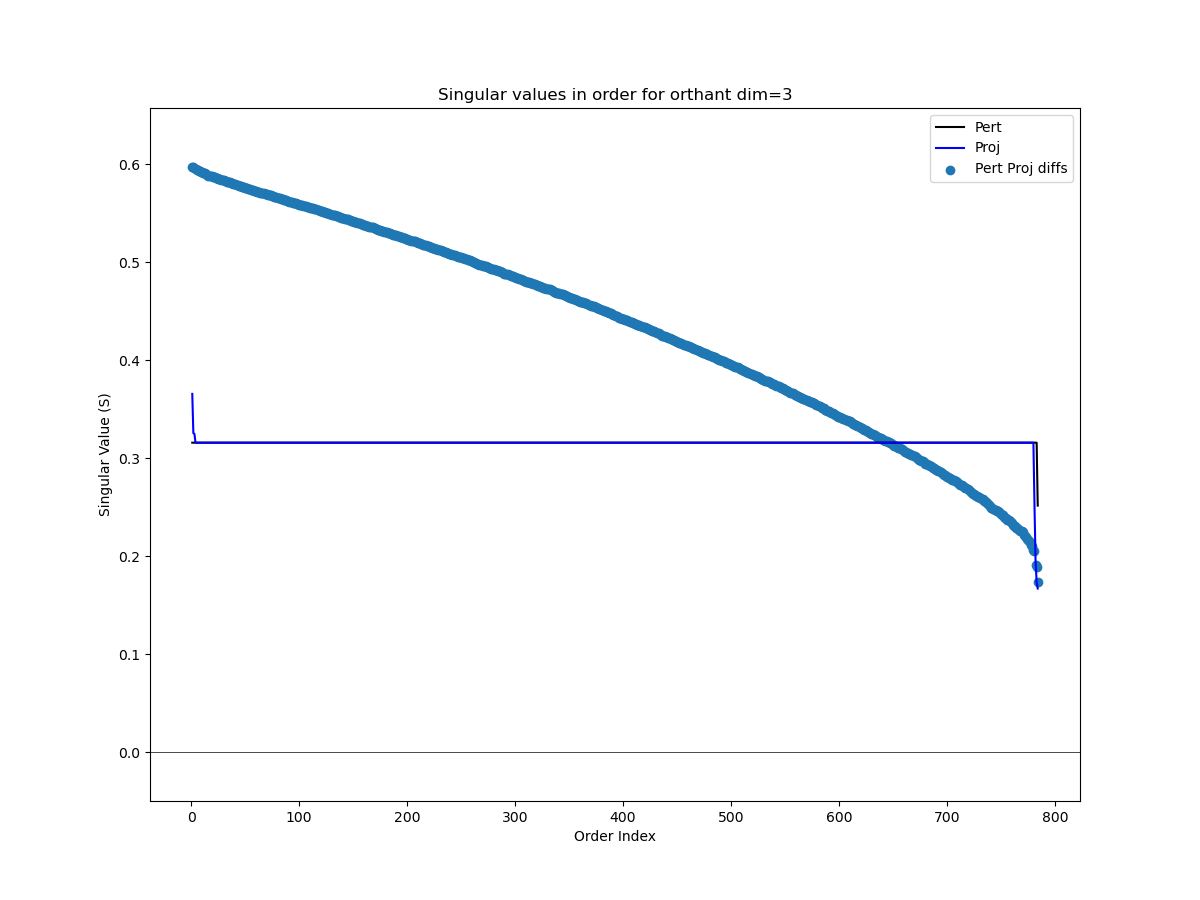 Singular values in order for orthant dim=3
Pert
Proj
Pert Proj diffs
Singular Value (S)
0.6
0.5
0.4
0.3
0.2
0.1
0.0
0 100 200 300 400 500 600 700 800
Order Index